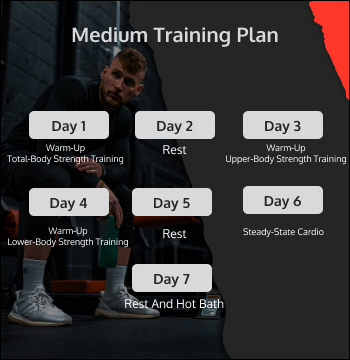 Medium Training Plan
Day 1
Warm-Up
Total-Body Strength Training
Day 2
Rest
Day 3
Warm-Up
Upper-Body Strength Training
Day 4
Warm-Up
Lower-Body Strength Training
Day 5
Rest
Day 6
Steady-State Cardio
Day 7
Rest And Hot Bath